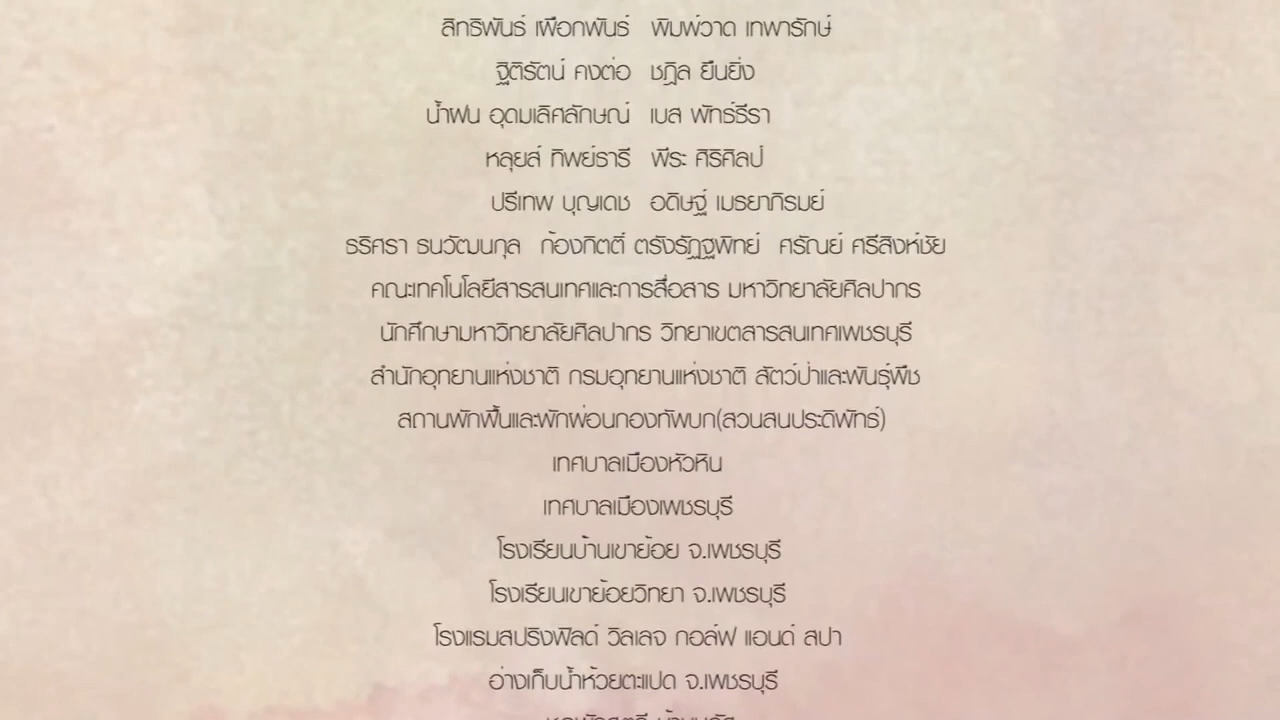 สิทธิพันธ์ เผือกพันธ์ พิมพ์วาด เทพารักษ์
ฐิติรัตน์ คงต่อ ชฎิล ยืนยิ่ง
น้ำฝน อุดมเลิศลักษณ์ เบส พัทธ์ธีรา
หลุยส์ ทิพย์ธารี พีระ ศิริศิลป์
ปรีเทพ บุญเดช อดิษฐ์ เมธยาภิรมย์
ธริศรา ธนวัฒนกุล ก้องกิตติ์ ตรังรัฏฐพิทย์ ศรัณย์ ศรีสิงห์ชัย
คณะเทคโนโลยีสารสนเทศและการสื่อสาร มหาวิทยาลัยศิลปากร
นักศึกษามหาวิทยาลัยศิลปากร วิทยาเขตสารสนเทศเพชรบุรี
สำนักอุทยานแห่งชาติ กรมอุทยานแห่งชาติ สัตว์ป่าและพันธุ์พืช
สถานพักฟื้นและพักผ่อนกองทัพบก(สวนสนประดิพัทธ์)
เทศบาลเมืองหัวหิน
เทศบาลเมืองเพชรบุรี
โรงเรียนบ้านเขาย้อย จ.เพชรบุรี
โรงเรียนเขาย้อยวิทยา จ.เพชรบุรี
โรงแรมสปริงฟิลด์ วิลเลจ กอล์ฟ แอนด์ สปา
อ่างเก็บน้ำห้วยตะแปด จ.เพชรบุรี